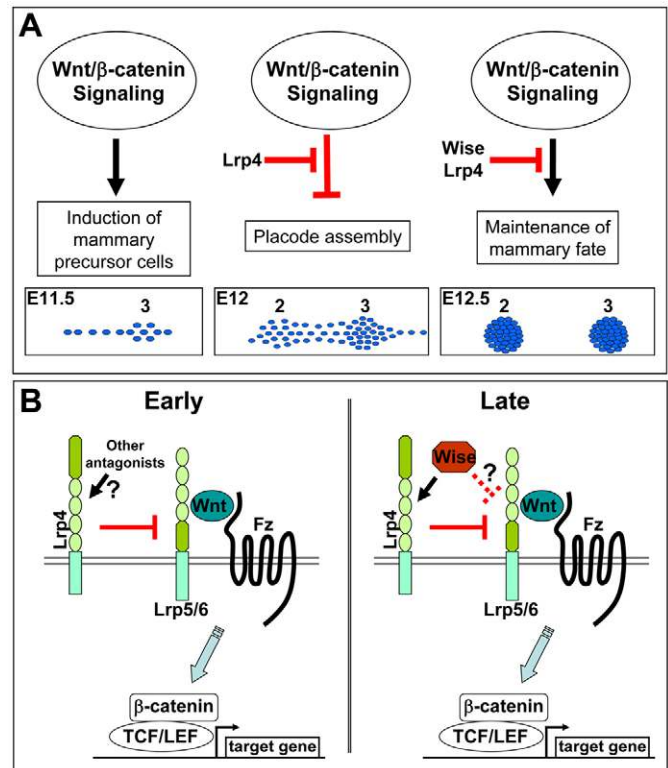 A
Wnt/β-catenin
Signaling
Induction of
mammary
precursor cells
E11.5
3
Wnt/β-catenin
Signaling
Lrp4
Placode assembly
E12
2
3
Wnt/β-catenin
Signaling
Wise
Lrp4
Maintenance of
mammary fate
E12.5
2
3
B
Early
Other
antagonists
?
Lrp4
Wnt
Fz
Lrp5/6
β-catenin
TCF/LEF
target gene
Late
Wise
?
Lrp4
Wnt
Fz
Lrp5/6
β-catenin
TCF/LEF
target gene